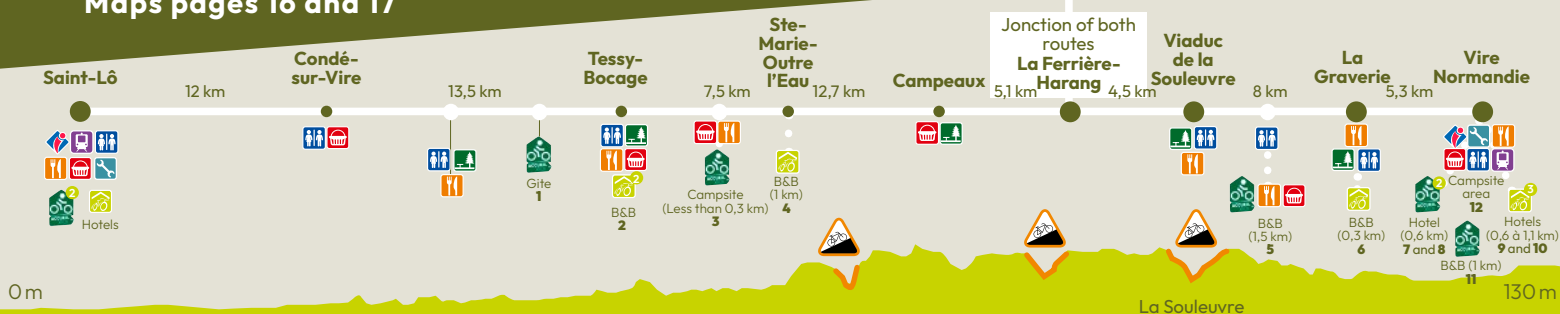 Maps pages 16 and 17
Saint-Lô
12 km
Condé-
sur-Vire
13,5 km
Tessy-
Bocage
7,5 km
Ste-
Marie-
Outre
l'Eau
12,7 km
Campeaux
5,1 km
Jonction of both
routes
La Ferrière-
Harang
4,5 km
Viaduc
de la
Souleuvre
8 km
La
Graverie
5,3 km
Vire
Normandie
2
Hotels
Gite
1
2
B&B
2
Campsite
(Less than 0,3 km)
3
B&B
(1 km)
4
B&B
(1,5 km)
5
B&B
(0,3 km)
6
Campsite
area
12
2
Hotel
(0,6 km)
7 and 8
3
Hotels
(0,6 à 1,1 km)
9 and 10
B&B (1 km)
11
0 m
La Souleuvre
130 m